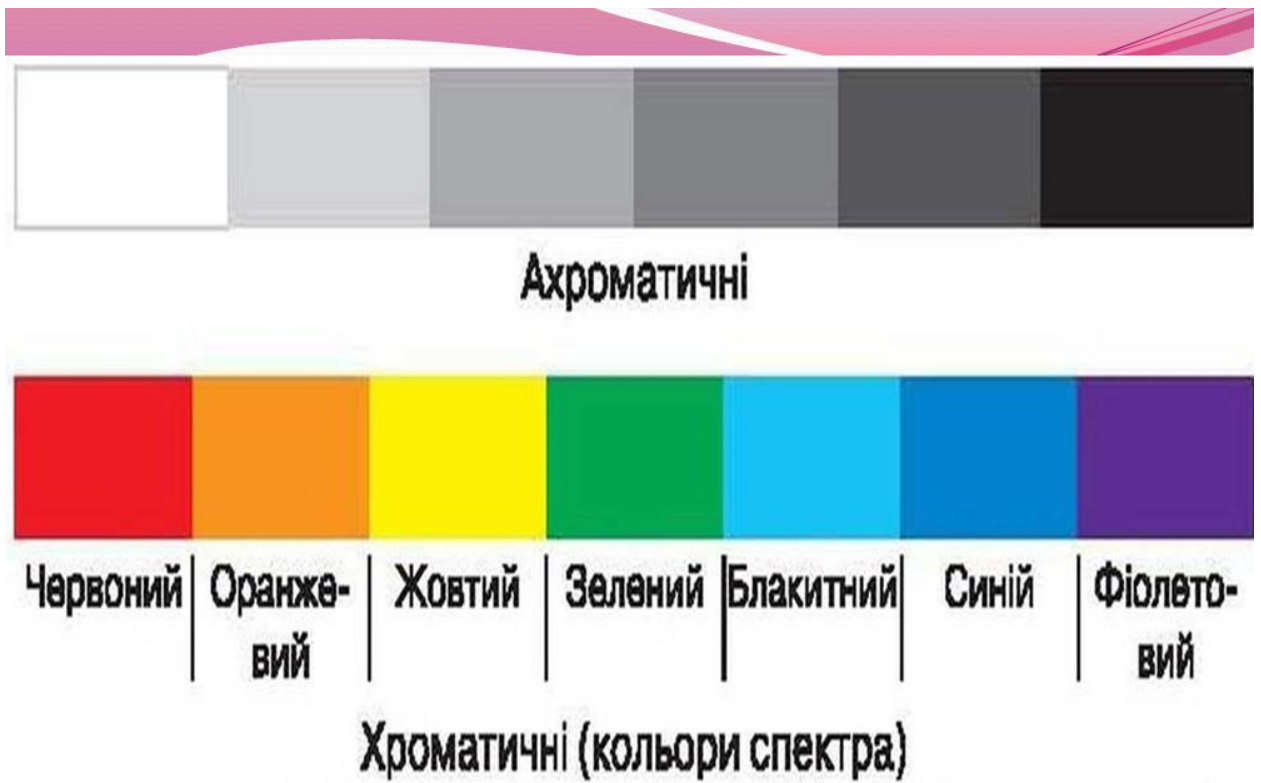 Ахроматичні
Червоний Оранже- Жовтий Зелений Блакитний Синій Фіолето-
вий вий
Хроматичні (кольори спектра)